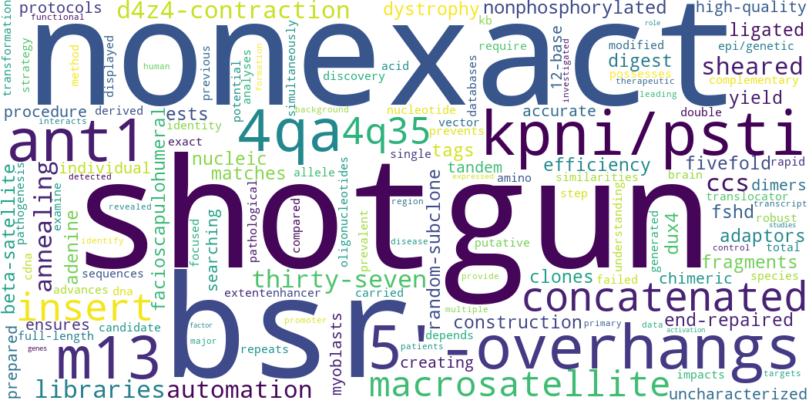 transformation protocols d4z4-contraction dystrophy nonphosphorylated high-quality
functional nonexact ligated
strategy method human displayed previous epi/genetic potential analyses simultaneously kb require acid discovery role modified digest possesses therapeutic leading databases 12-base investigated sheared complementary
procedure derived interacts formation background nucleotide vector accurate double yield
ant1 ests identity exact 4qa 4q35 prevents single tags kpni/psti
individual nucleic matches allele tandem amino efficiency similarities step brain fivefold rapid
beta-satellite pathogenesis examine detected annealing revealed adenine facioscapulohumeral focused searching pathological compared oligonucleotides prevalent shotgun region disease random-subclone expressed putative understanding generated dux4 ccs dimers translocator transcript robust studies control total fshd adaptors
cdna identify sequences advances dna species
insert thirty-seven provide clones failed chimeric fragments
ensures candidate full-length extentenhancer carried bsr multiple concatenated
prepared m13 factor major repeats promoter myoblasts depends patients creating construction primary data end-repaired activation
genes 5'-overhangs
libraries automation macrosatellite impacts targets uncharacterized